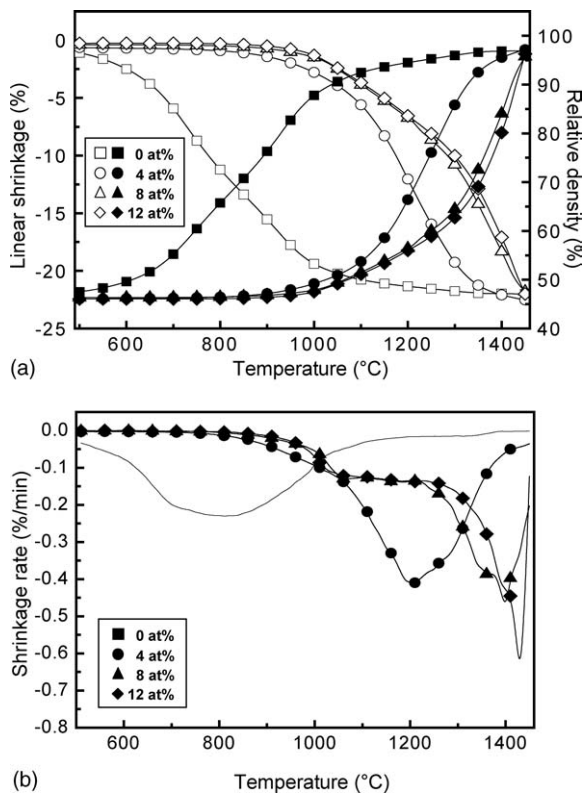 0
-5
-10
-15
-20
-25
Linear shrinkage (%)
100
90
80
70
60
50
40
Relative density (%)
0 at%
4 at%
8 at%
12 at%
600 800 1000 1200 1400
Temperature (°C)
(a)
0.0
-0.1
-0.2
-0.3
-0.4
-0.5
-0.6
-0.7
-0.8
Shrinkage rate (%/min)
0 at%
4 at%
8 at%
12 at%
600 800 1000 1200 1400
Temperature (°C)
(b)